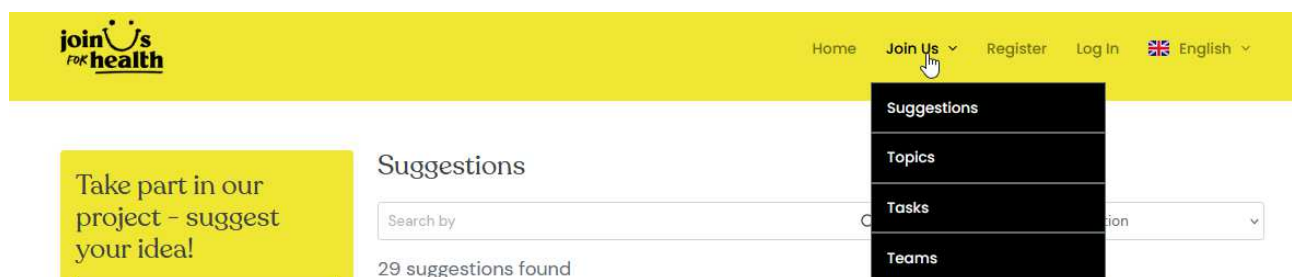 join Us
FOR health
Home Join Us Register Log In English
Suggestions
Topics
Tasks
Teams
Take part in our
project - suggest
your idea!
Suggestions
Search by
tion
29 suggestions found